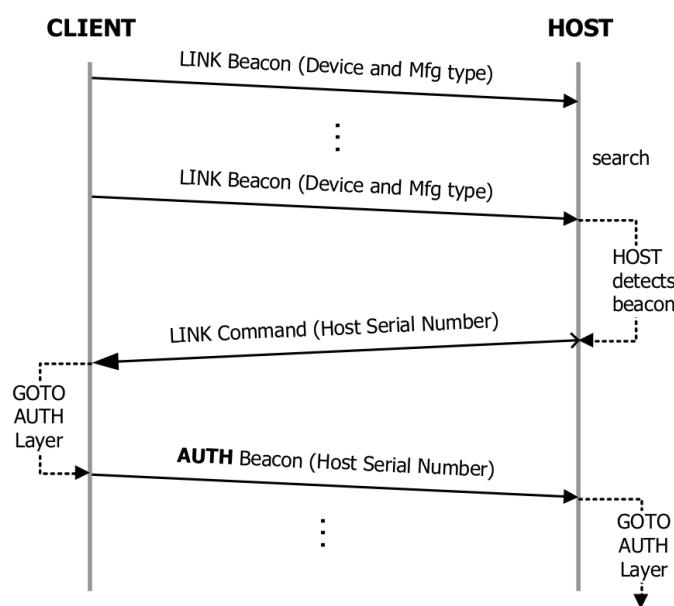 CLIENT
HOST
LINK Beacon (Device and Mfg type)
search
LINK Beacon (Device and Mfg type)
HOST
detects
beacon
LINK Command (Host Serial Number)
GOTO
AUTH
Layer
AUTH Beacon (Host Serial Number)
GOTO
AUTH
Layer